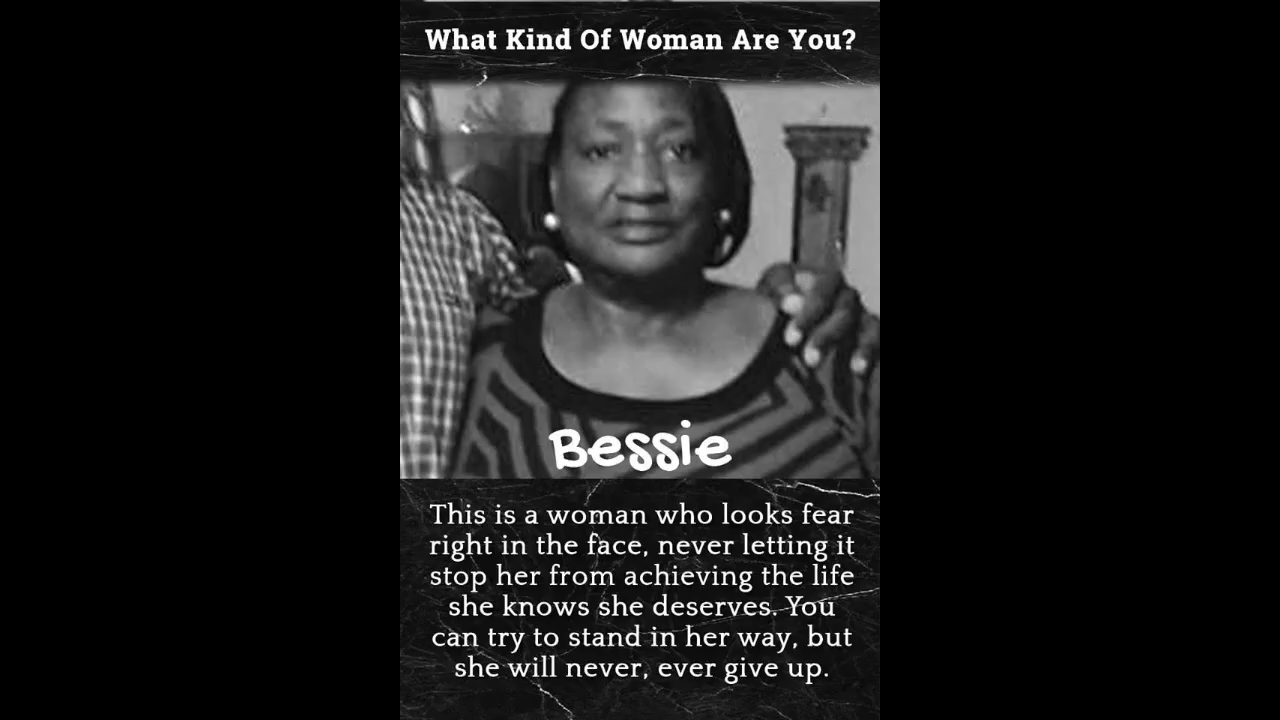 What Kind Of Woman Are You?
Bessie
This is a woman who looks fear
right in the face, never letting it
stop her from achieving the life
she knows she deserves. You
can try to stand in her way, but
she will never, ever give up.